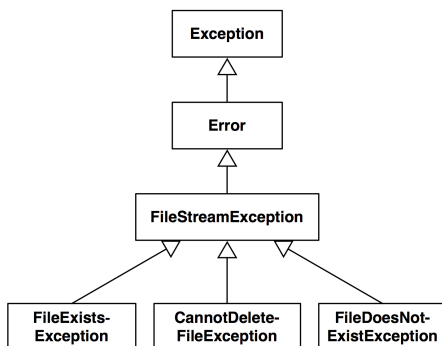 Exception
Error
FileStreamException
FileExists-
Exception
CannotDelete-
FileException
FileDoesNot-
ExistException